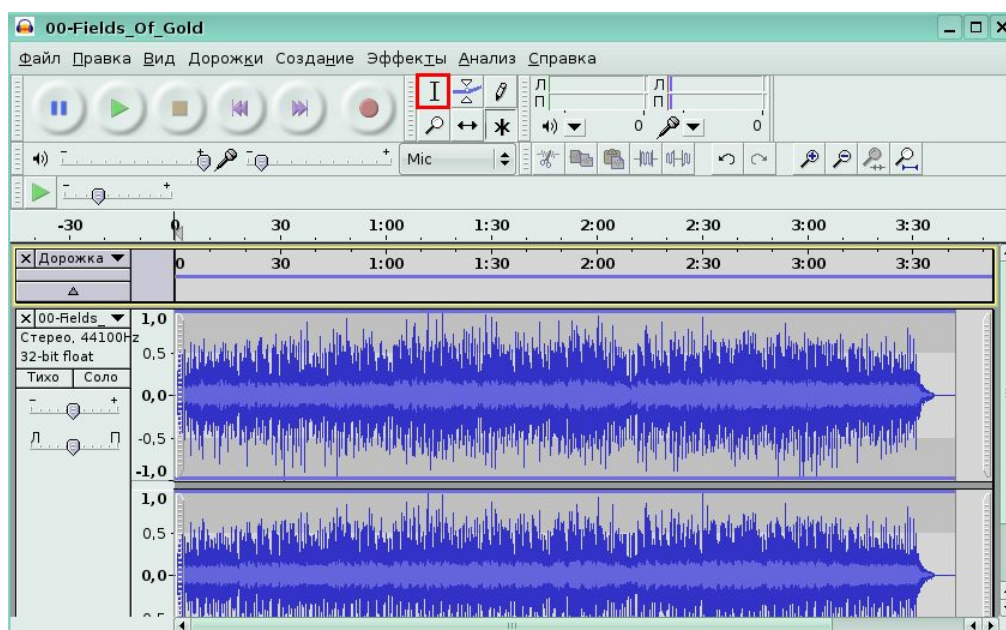 00-Fields_Of_Gold
Файл Правка Вид Дорожки Создание Эффекты Анализ Справка
Л
П
Л
П
0
0
- + - + Mic
- +
-30 0 30 1:00 1:30 2:00 2:30 3:00 3:30
Дорожка 0 30 1:00 1:30 2:00 2:30 3:00 3:30
00-Fields_
Стерео, 44100Hz
32-bit float
Тихо Соло
- +
Л П
1,0
0,5
0,0
-0,5
-1,0
1,0
0,5
0,0